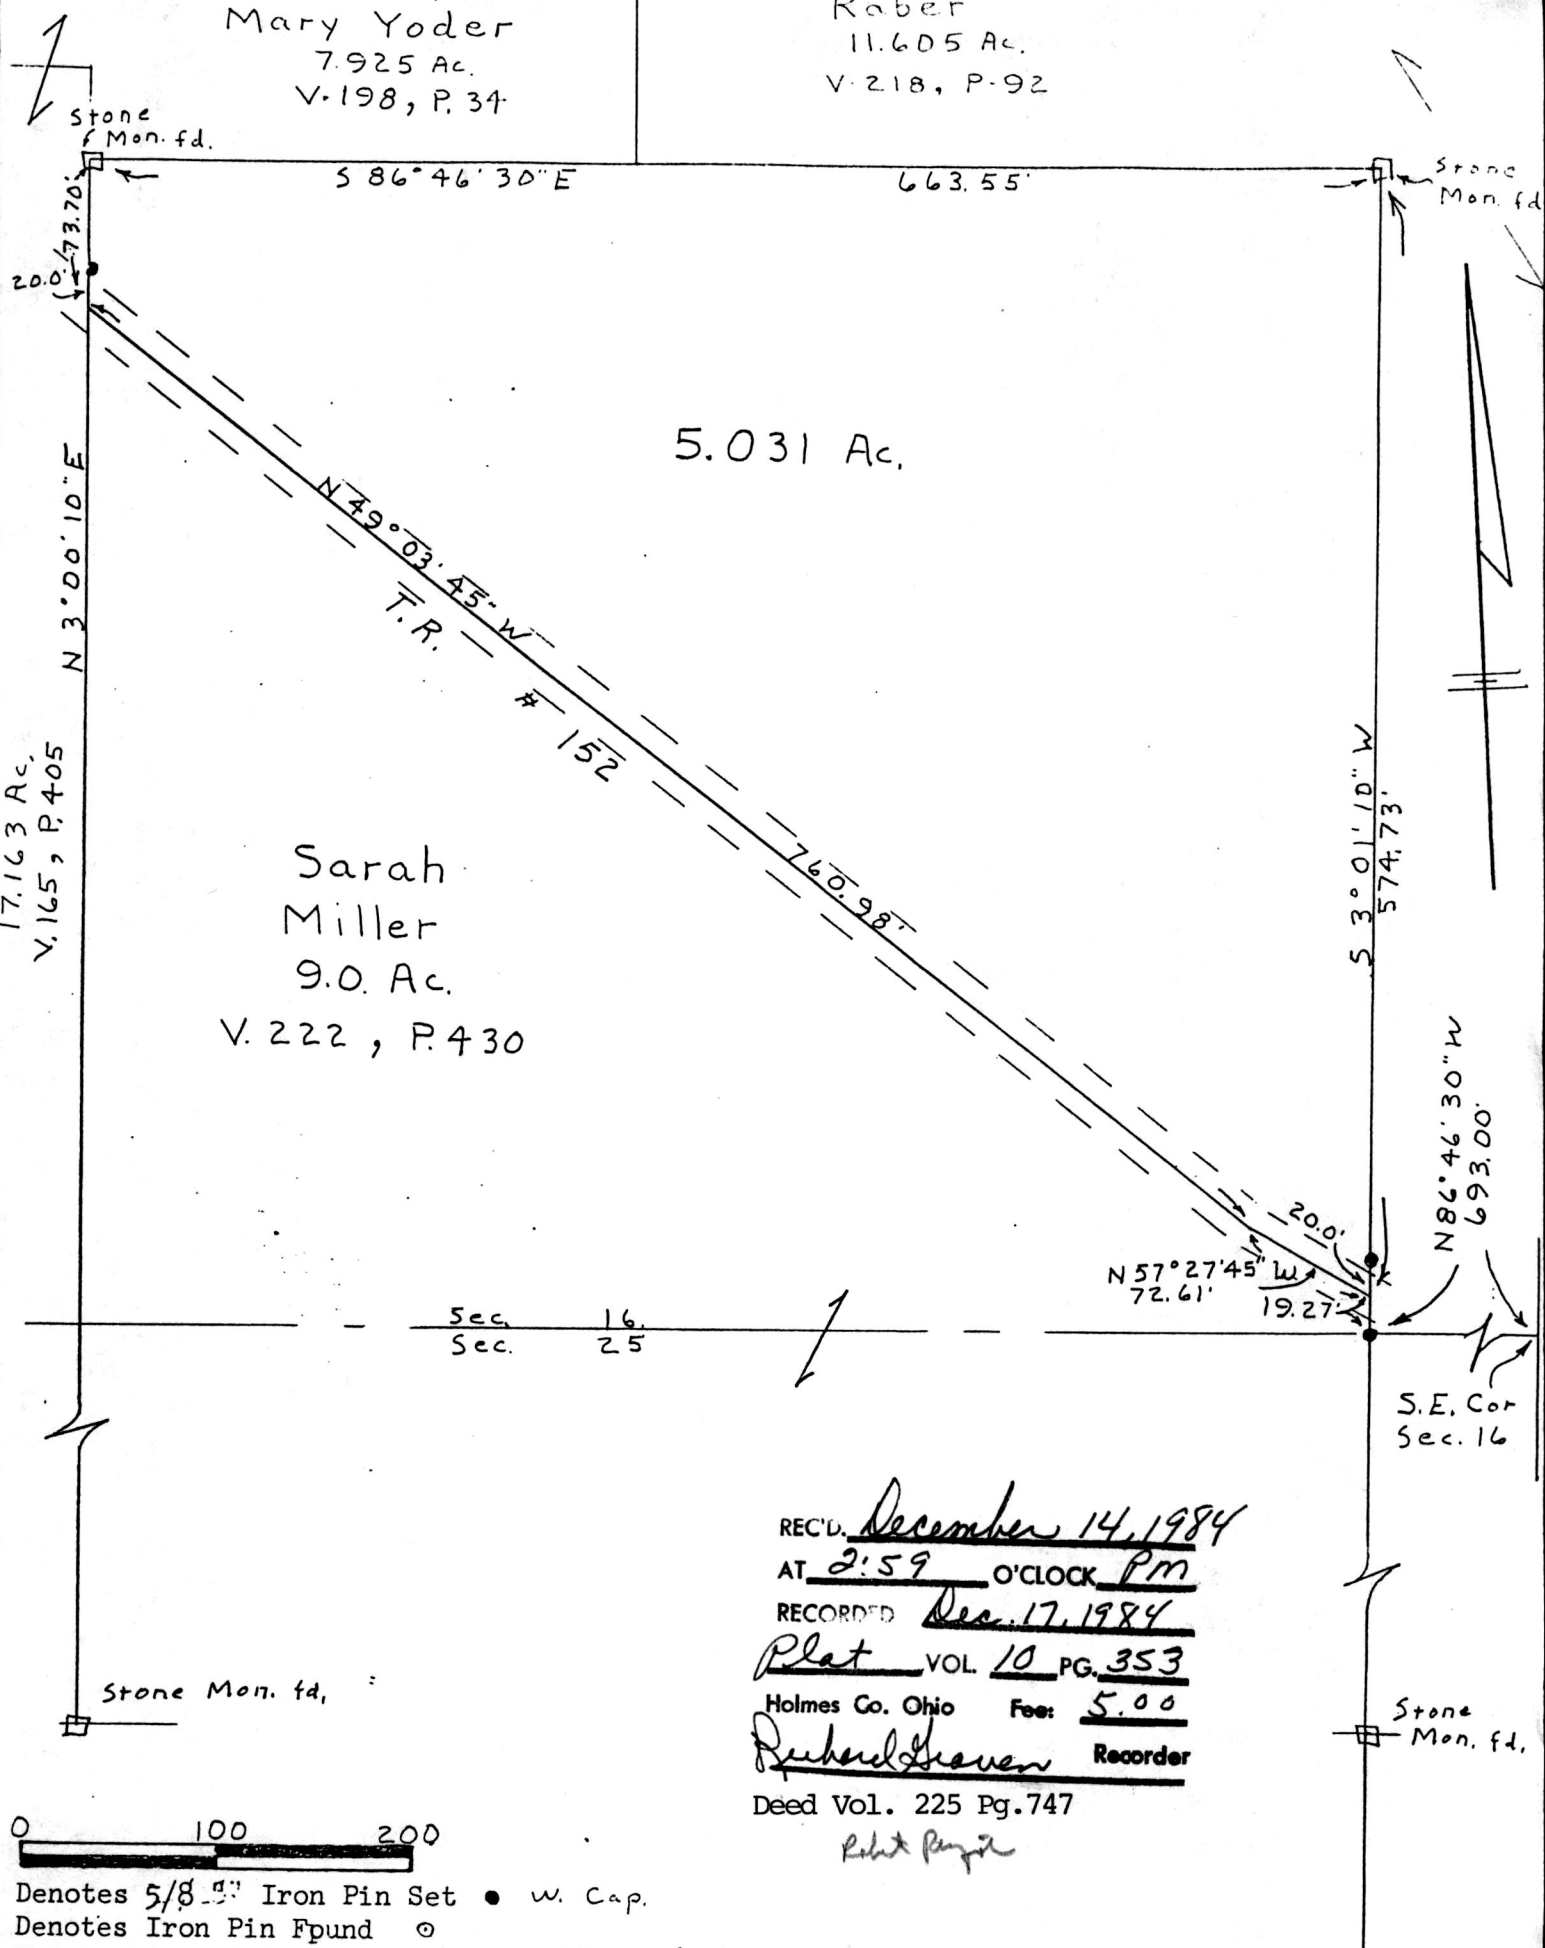 Mary Yoder
7.925 Ac.
V. 198, P. 34
Raber
11.605 Ac.
V. 218, P. 92
Stone
Mon. fd.
S 86° 46' 30" E
663.55'
Stone
Mon. fd
73.70'
20.0'
5.031 Ac.
N 3° 00' 10" E
N 49° 03' 45" W
T.R.
# 152
760.98'
S 3° 01' 10" W
574.73'
17.163 Ac.
V. 165, P. 405
Sarah
Miller
9.0. Ac.
V. 222, P. 430
N 86° 46' 30" W
693.00'
20.0'
N 57° 27' 45" W
72.61'
19.27'
Sec. 16.
Sec. 25
S.E. Cor
Sec. 16
REC'D. December 14, 1984
AT 2:59 O'CLOCK PM
RECORDED Dec. 17, 1984
Plat VOL. 10 PG. 353
Holmes Co. Ohio Fee: 5.00
Richard Graven Recorder
Deed Vol. 225 Pg.747
Stone Mon. fd.
Stone
Mon. fd.
0 100 200
Denotes 5/8" Iron Pin Set ● W. Cap.
Denotes Iron Pin Found ⊙